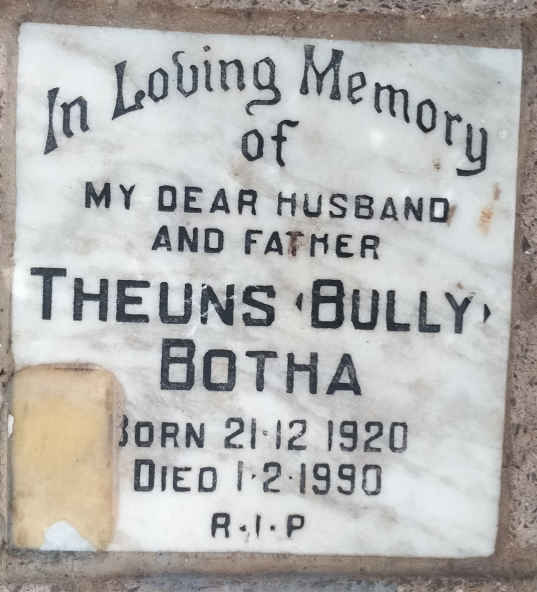 In Loving Memory
of
MY DEAR HUSBAND
AND FATHER
THEUNS ‹BULLY›
BOTHA
BORN 21·12 1920
DIED 1·2·1990
R·I·P